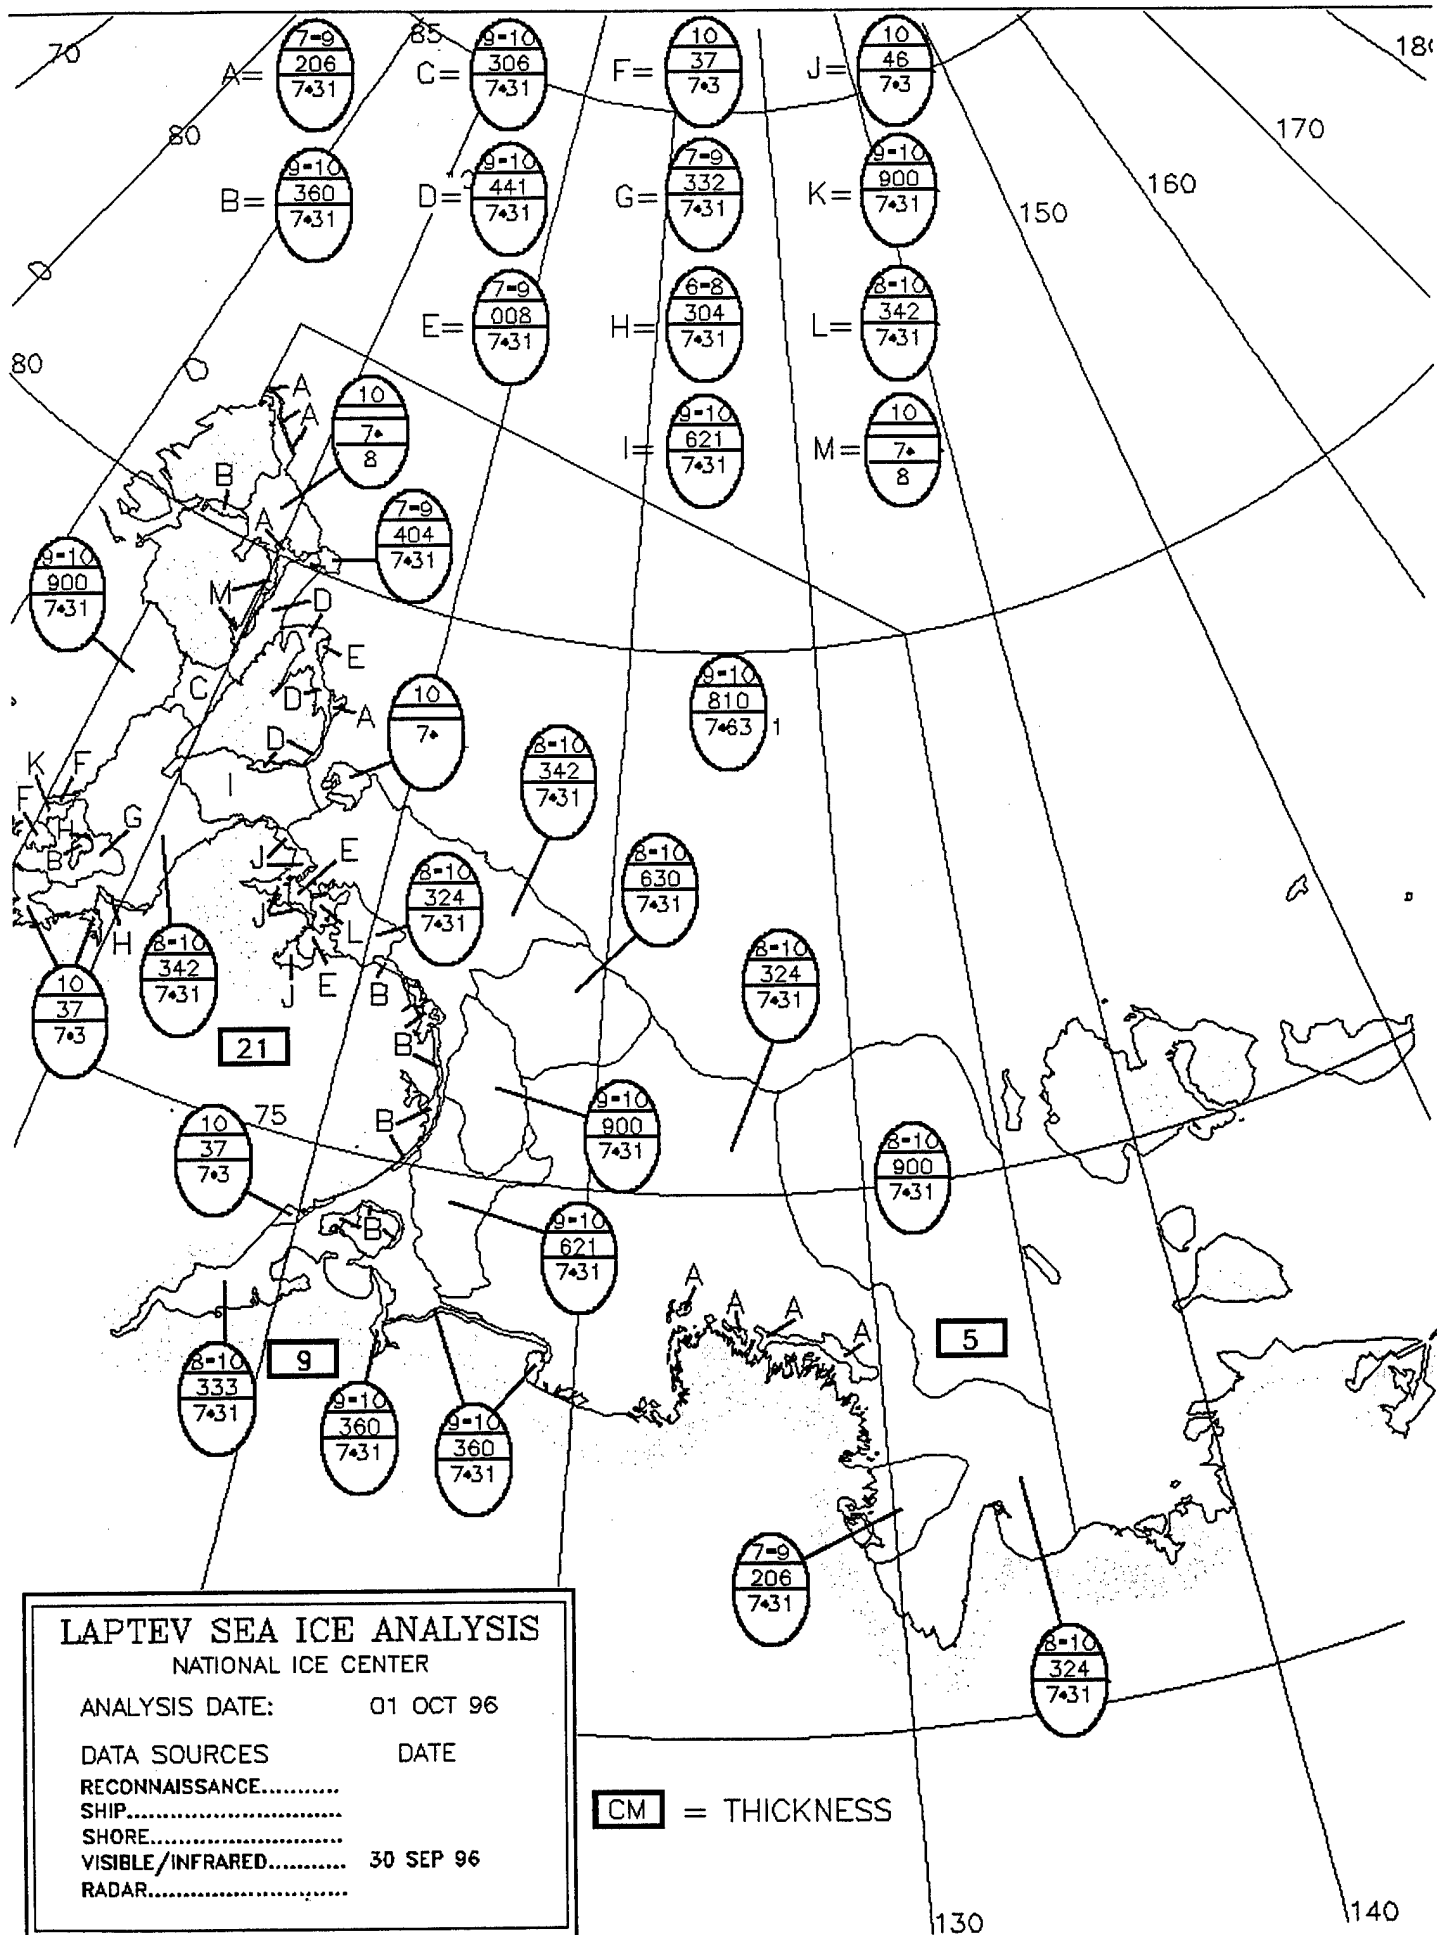 70
85
180
A=
7-9
206
7•31
C=
9-10
306
7•31
F=
10
37
7•3
J=
10
46
7•3
80
170
160
150
B=
9-10
360
7•31
D=
9-10
441
7•31
G=
7-9
332
7•31
K=
9-10
900
7•31
E=
7-9
008
7•31
H=
6-8
304
7•31
L=
8-10
342
7•31
80
I=
9-10
621
7•31
M=
10
7•
8
A
A
10
7•
8
B
A
7-9
404
7•31
9-10
900
7•31
M
D
D
E
C
D
A
10
7•
9-10
810
7•63 1
D
I
8-10
342
7•31
K
F
F
H
G
B
J
E
8-10
630
7•31
J
L
8-10
324
7•31
H
8-10
342
7•31
J
E
B
8-10
324
7•31
10
37
7•3
21
B
75
B
9-10
900
7•31
10
37
7•3
8-10
900
7•31
B
9-10
621
7•31
A
A
A
A
5
9
8-10
333
7•31
9-10
360
7•31
9-10
360
7•31
7-9
206
7•31
8-10
324
7•31
LAPTEV SEA ICE ANALYSIS
NATIONAL ICE CENTER
ANALYSIS DATE: 01 OCT 96
DATA SOURCES DATE
RECONNAISSANCE...........
SHIP............................
SHORE.........................
VISIBLE/INFRARED.......... 30 SEP 96
RADAR..........................
CM = THICKNESS
130
140